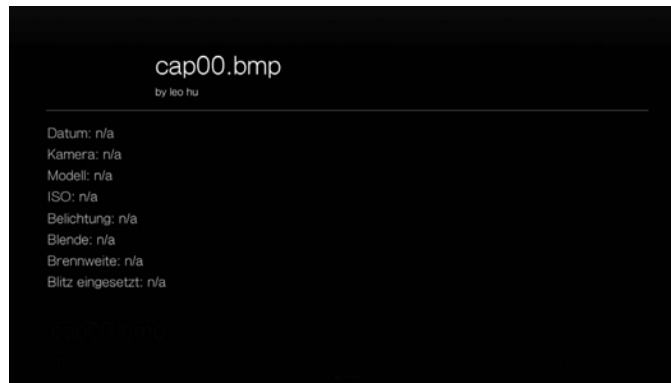 cap00.bmp
by leo hu
Datum: n/a
Kamera: n/a
Modell: n/a
ISO: n/a
Belichtung: n/a
Blende: n/a
Brennweite: n/a
Blitz eingesetzt: n/a